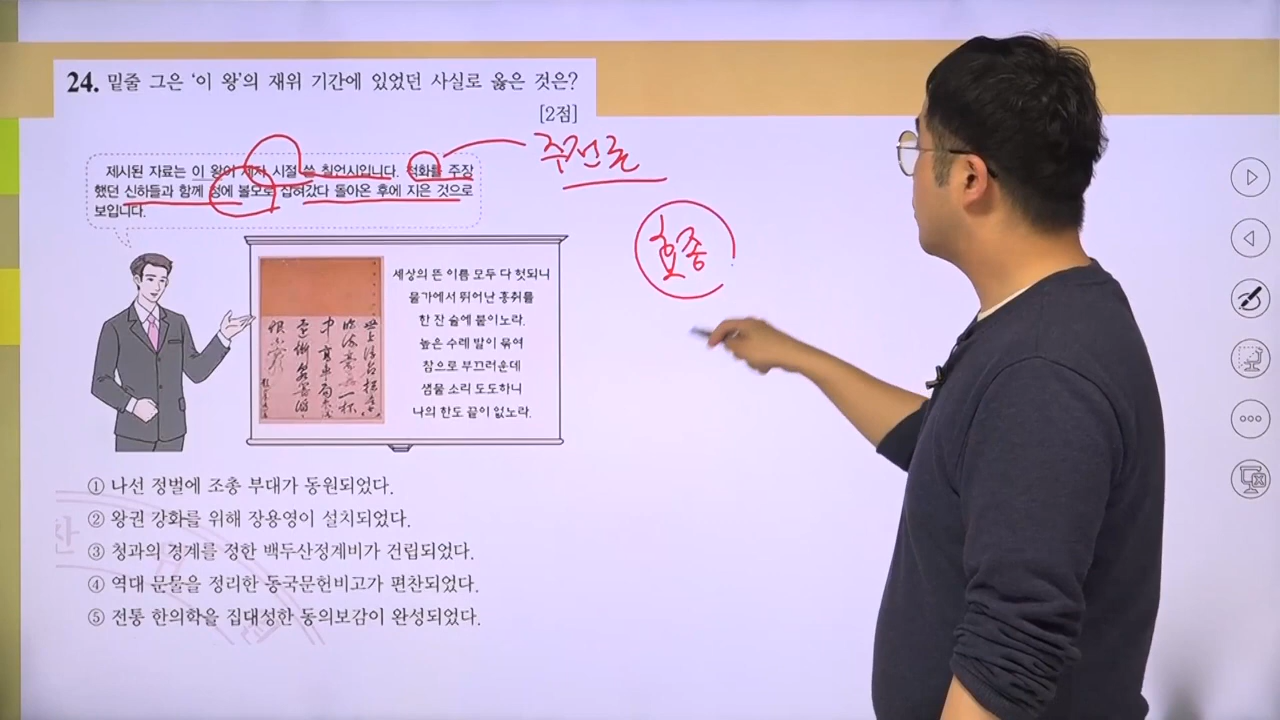 24. 밑줄 그은 '이 왕'의 재위 기간에 있었던 사실로 옳은 것은?
[2점]
주전론
제시된 자료는 이 왕이 세자 시절 쓴 칠언시입니다. 척화를 주장
했던 신하들과 함께 청에 볼모로 잡혀갔다 돌아온 후에 지은 것으로
보입니다.
효종
세상의 뜬 이름 모두 다 헛되니
물가에서 뛰어난 흥취를
한 잔 술에 붙이노라.
높은 수레 발이 묶여
참으로 부끄러운데
샘물 소리 도도하니
나의 한도 끝이 없노라.
① 나선 정벌에 조총 부대가 동원되었다.
② 왕권 강화를 위해 장용영이 설치되었다.
③ 청과의 경계를 정한 백두산정계비가 건립되었다.
④ 역대 문물을 정리한 동국문헌비고가 편찬되었다.
⑤ 전통 한의학을 집대성한 동의보감이 완성되었다.